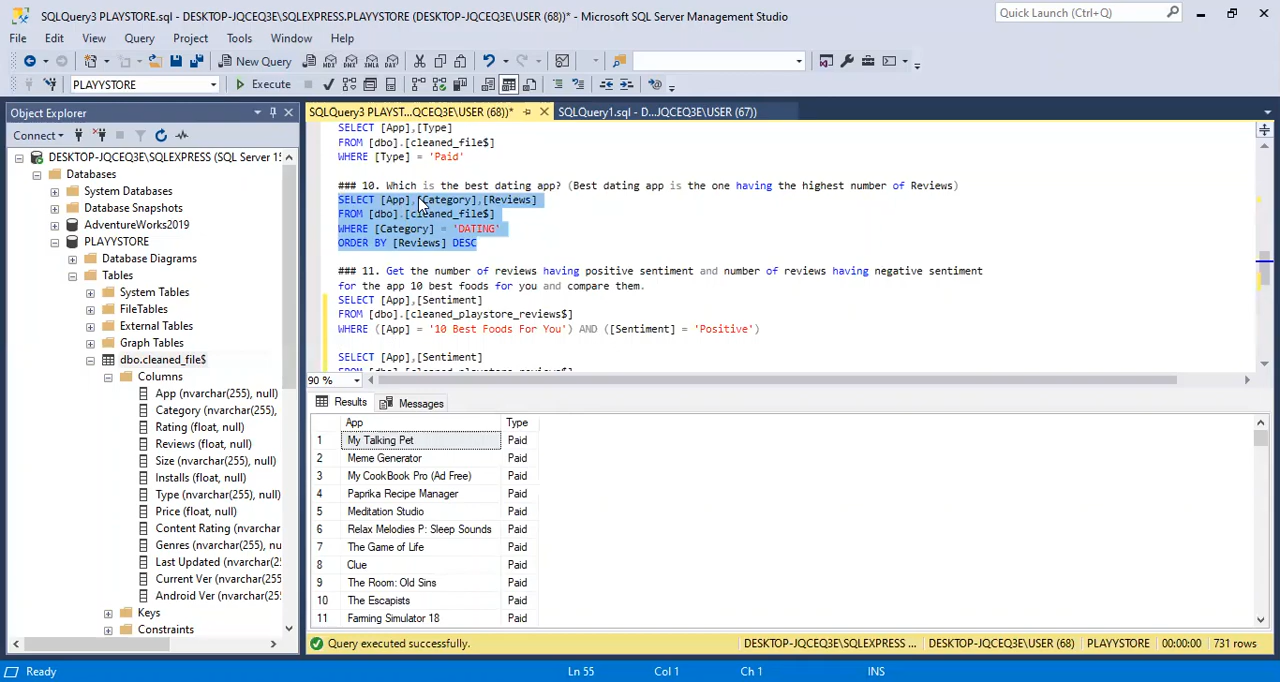 SQLQuery3 PLAYSTORE.sql - DESKTOP-JQCEQ3E\SQLEXPRESS.PLAYYSTORE (DESKTOP-JQCEQ3E\USER (68))* - Microsoft SQL Server Management Studio
Quick Launch (Ctrl+Q)
File Edit View Query Project Tools Window Help
New Query
MDX DMX XMLA DAX
PLAYYSTORE
Execute
Object Explorer
SQLQuery3 PLAYST...QCEQ3E\USER (68))*
SQLQuery1.sql - D...JQCEQ3E\USER (67))
Connect
DESKTOP-JQCEQ3E\SQLEXPRESS (SQL Server 15
Databases
System Databases
Database Snapshots
AdventureWorks2019
PLAYYSTORE
Database Diagrams
Tables
System Tables
FileTables
External Tables
Graph Tables
dbo.cleaned_file$
Columns
App (nvarchar(255), null)
Category (nvarchar(255),
Rating (float, null)
Reviews (float, null)
Size (nvarchar(255), null)
Installs (float, null)
Type (nvarchar(255), null)
Price (float, null)
Content Rating (nvarchar
Genres (nvarchar(255), nu
Last Updated (nvarchar(2
Current Ver (nvarchar(255
Android Ver (nvarchar(25
Keys
Constraints
SELECT [App],[Type]
FROM [dbo].[cleaned_file$]
WHERE [Type] = 'Paid'
### 10. Which is the best dating app? (Best dating app is the one having the highest number of Reviews)
SELECT [App],[Category],[Reviews]
FROM [dbo].[cleaned_file$]
WHERE [Category] = 'DATING'
ORDER BY [Reviews] DESC
### 11. Get the number of reviews having positive sentiment and number of reviews having negative sentiment
for the app 10 best foods for you and compare them.
SELECT [App],[Sentiment]
FROM [dbo].[cleaned_playstore_reviews$]
WHERE ([App] = '10 Best Foods For You') AND ([Sentiment] = 'Positive')
SELECT [App],[Sentiment]
FROM [dbo].[cleaned_playstore_reviews$]
90 %
Results Messages
App Type
1 My Talking Pet Paid
2 Meme Generator Paid
3 My CookBook Pro (Ad Free) Paid
4 Paprika Recipe Manager Paid
5 Meditation Studio Paid
6 Relax Melodies P: Sleep Sounds Paid
7 The Game of Life Paid
8 Clue Paid
9 The Room: Old Sins Paid
10 The Escapists Paid
11 Farming Simulator 18 Paid
Query executed successfully.
DESKTOP-JQCEQ3E\SQLEXPRESS ... DESKTOP-JQCEQ3E\USER (68) PLAYYSTORE 00:00:00 731 rows
Ready Ln 55 Col 1 Ch 1 INS